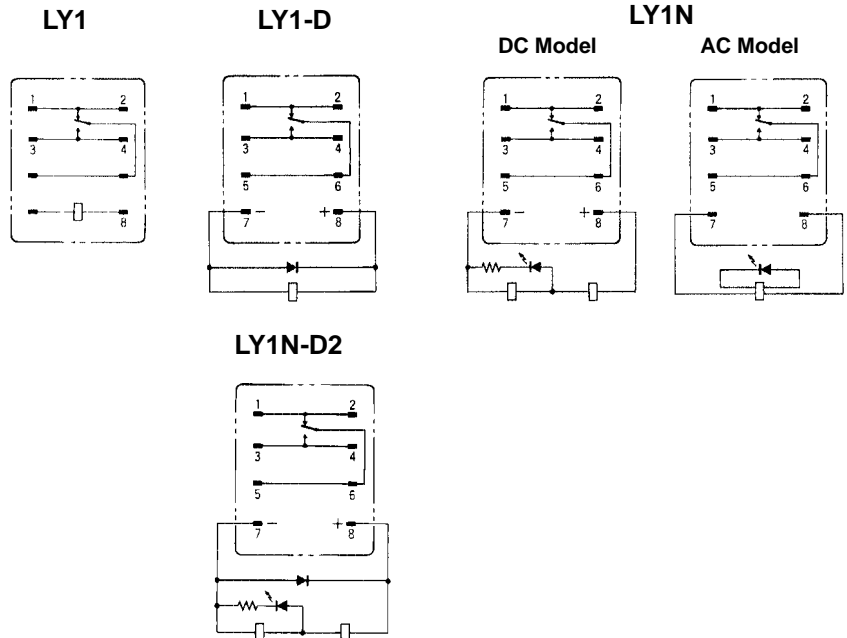 LY1 LY1-D LY1N
DC Model AC Model
1 2 1 2 1 2 1 2
3 4 3 4 3 4 3 4
5 6 5 6 5 6
8 7 − + 8 7 − + 8 7 8
LY1N-D2
1 2
3 4
5 6
7 − + 8